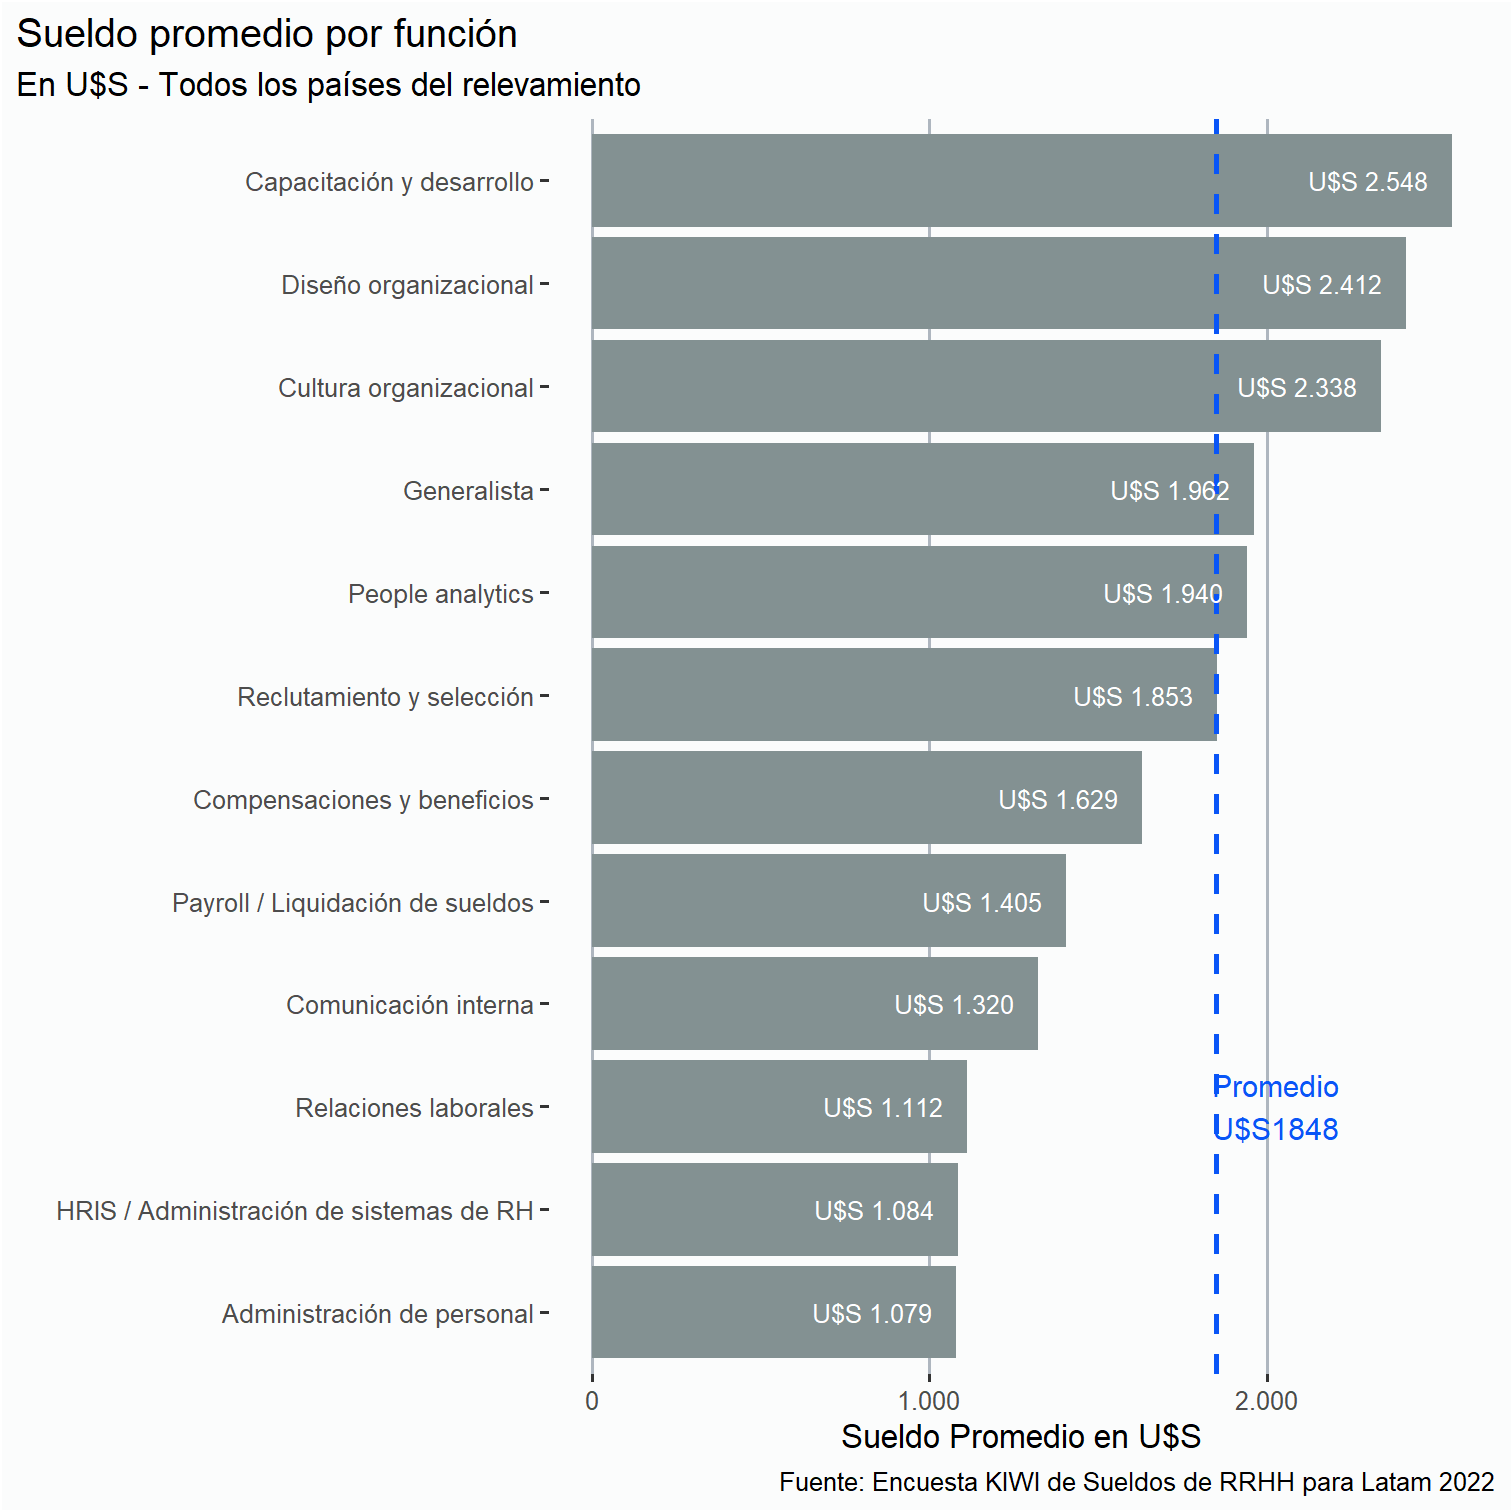 Sueldo promedio por función
En U$S - Todos los países del relevamiento
Capacitación y desarrollo U$S 2.548
Diseño organizacional U$S 2.412
Cultura organizacional U$S 2.338
Generalista U$S 1.962
People analytics U$S 1.940
Reclutamiento y selección U$S 1.853
Compensaciones y beneficios U$S 1.629
Payroll / Liquidación de sueldos U$S 1.405
Comunicación interna U$S 1.320
Promedio
U$S1848
Relaciones laborales U$S 1.112
HRIS / Administración de sistemas de RH U$S 1.084
Administración de personal U$S 1.079
0 1.000 2.000
Sueldo Promedio en U$S
Fuente: Encuesta KIWI de Sueldos de RRHH para Latam 2022